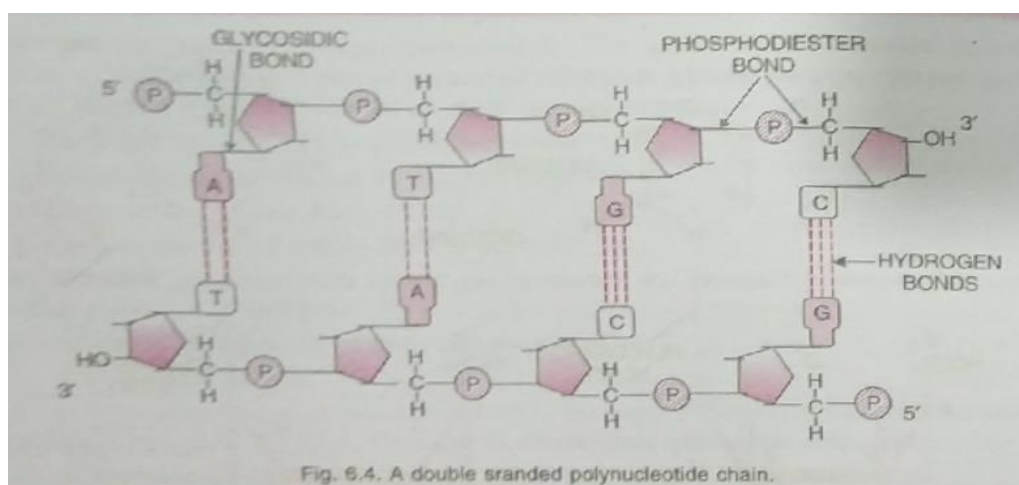 GLYCOSIDIC
BOND
PHOSPHODIESTER
BOND
H
H
H
H
5′ P C P C P C P C OH 3′
H
H
H
H
A T G C
HYDROGEN
BONDS
T A C G
H
H
H
H
HO C P C P C P C P 5′
3′
H
H
H
H
Fig. 6.4. A double sranded polynucleotide chain.